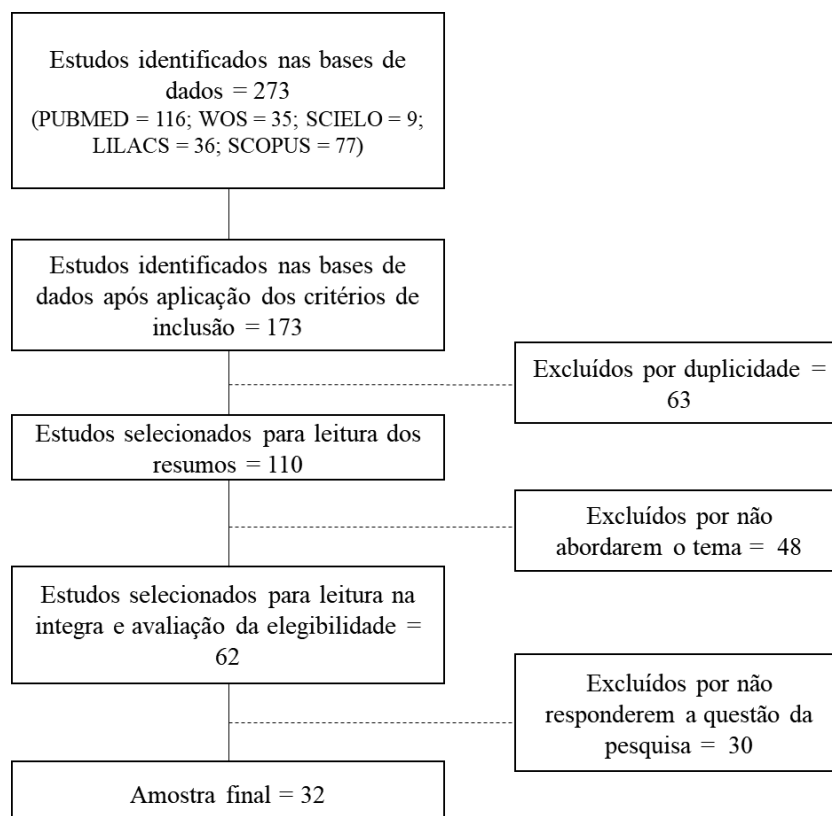 Estudos identificados nas bases de
dados = 273
(PUBMED = 116; WOS = 35; SCIELO = 9;
LILACS = 36; SCOPUS = 77)
Estudos identificados nas bases de
dados após aplicação dos critérios de
inclusão = 173
Excluídos por duplicidade =
63
Estudos selecionados para leitura dos
resumos = 110
Excluídos por não
abordarem o tema = 48
Estudos selecionados para leitura na
integra e avaliação da elegibilidade =
62
Excluídos por não
responderem a questão da
pesquisa = 30
Amostra final = 32